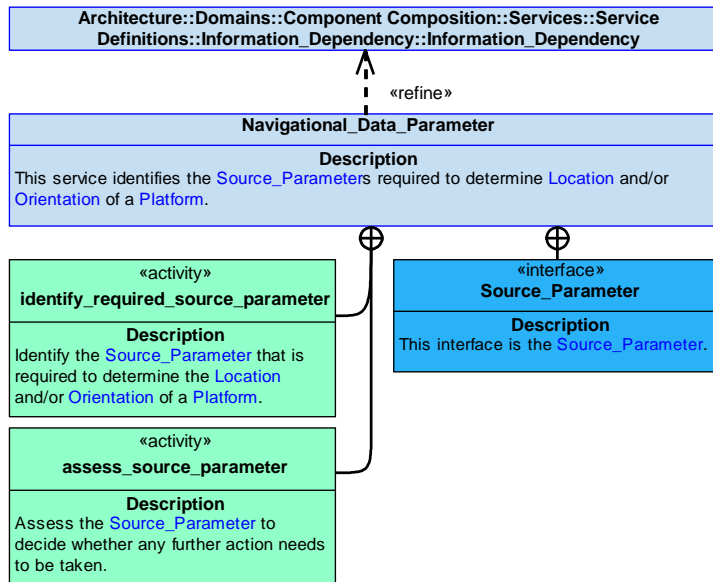 Architecture::Domains::Component Composition::Services::Service
Definitions::Information_Dependency::Information_Dependency
«refine»
Navigational_Data_Parameter
Description
This service identifies the Source_Parameters required to determine Location and/or
Orientation of a Platform.
«activity»
identify_required_source_parameter
Description
Identify the Source_Parameter that is
required to determine the Location
and/or Orientation of a Platform.
«interface»
Source_Parameter
Description
This interface is the Source_Parameter.
«activity»
assess_source_parameter
Description
Assess the Source_Parameter to
decide whether any further action needs
to be taken.